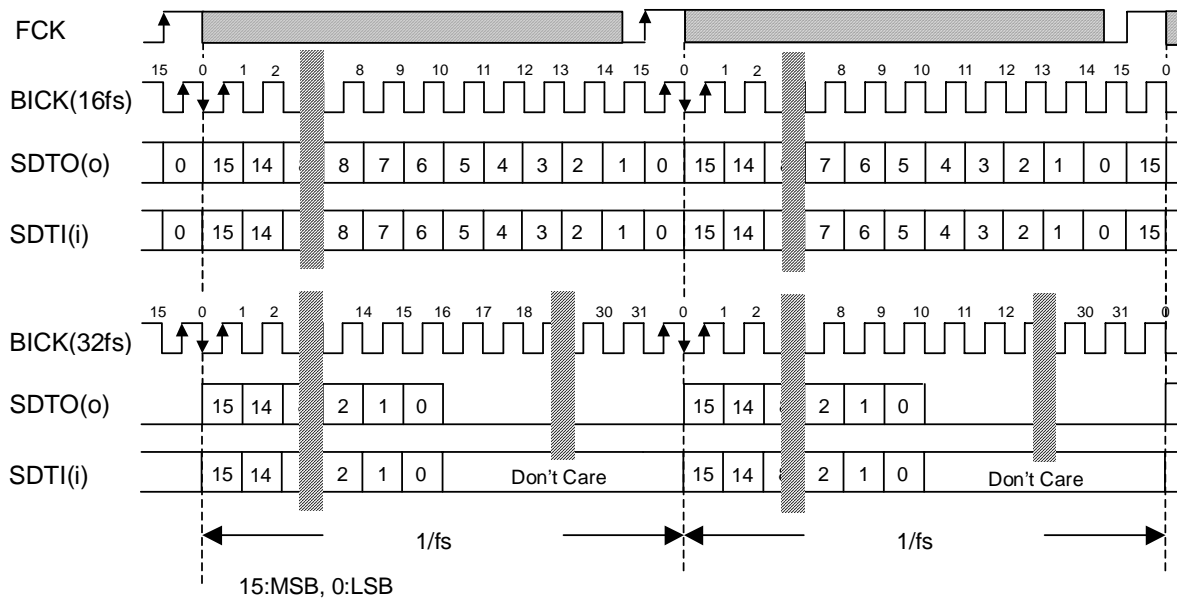 FCK
15 0 1 2 8 9 10 11 12 13 14 15 0 1 2 8 9 10 11 12 13 14 15 0
BICK(16fs)
SDTO(o) 0 15 14 8 7 6 5 4 3 2 1 0 15 14 7 6 5 4 3 2 1 0 15
SDTI(i) 0 15 14 8 7 6 5 4 3 2 1 0 15 14 7 6 5 4 3 2 1 0 15
15 0 1 2 14 15 16 17 18 30 31 0 1 2 8 9 10 11 12 30 31 0
BICK(32fs)
SDTO(o) 15 14 2 1 0 15 14 2 1 0
SDTI(i) 15 14 2 1 0 Don't Care 15 14 2 1 0 Don't Care
1/fs 1/fs
15:MSB, 0:LSB